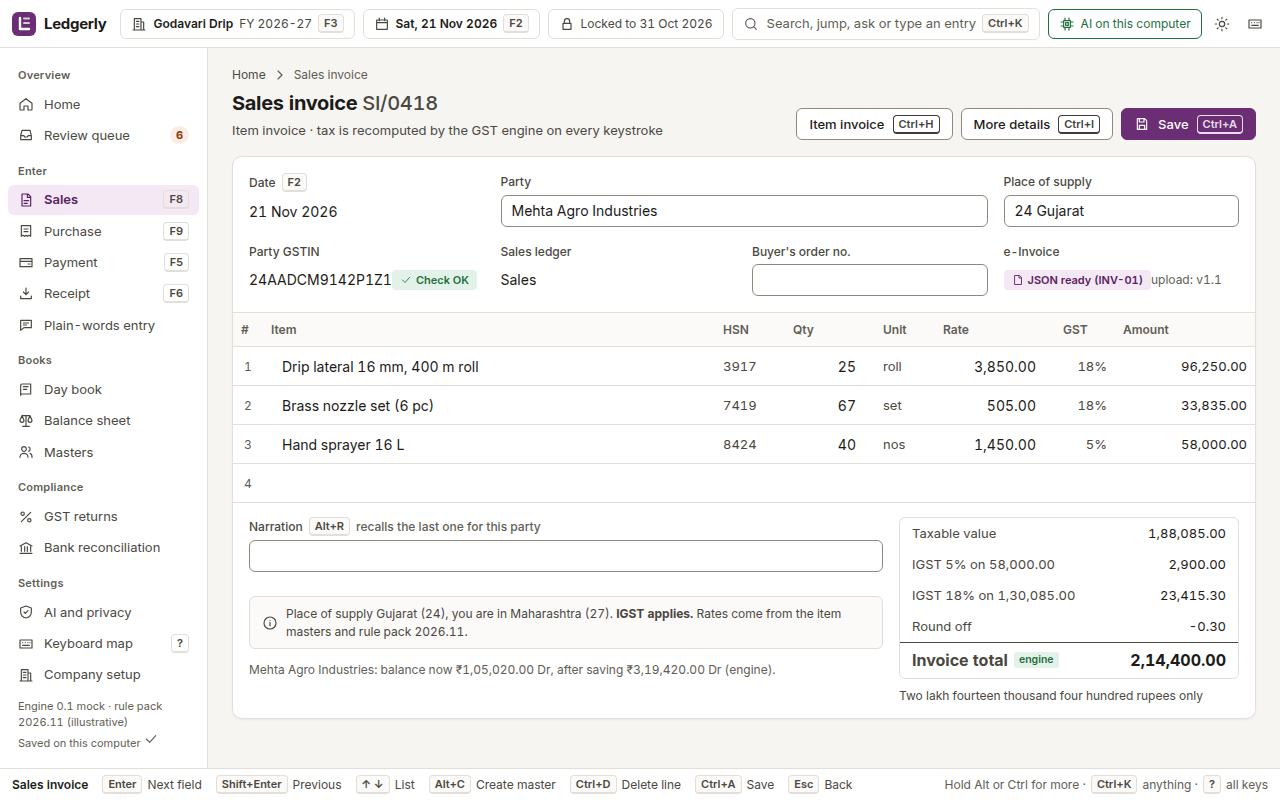 Ledgerly
Godavari Drip FY 2026-27 F3
Sat, 21 Nov 2026 F2
Locked to 31 Oct 2026
Search, jump, ask or type an entry Ctrl+K
AI on this computer
Overview
Home
Review queue 6
Enter
Sales F8
Purchase F9
Payment F5
Receipt F6
Plain-words entry
Books
Day book
Balance sheet
Masters
Compliance
GST returns
Bank reconciliation
Settings
AI and privacy
Keyboard map ?
Company setup
Engine 0.1 mock · rule pack
2026.11 (illustrative)
Saved on this computer
Home Sales invoice
Sales invoice SI/0418
Item invoice · tax is recomputed by the GST engine on every keystroke
Item invoice Ctrl+H
More details Ctrl+I
Save Ctrl+A
Date F2
21 Nov 2026
Party
Mehta Agro Industries
Place of supply
24 Gujarat
Party GSTIN
24AADCM9142P1Z1 Check OK
Sales ledger
Sales
Buyer's order no.
e-Invoice
JSON ready (INV-01) upload: v1.1
# Item HSN Qty Unit Rate GST Amount
1 Drip lateral 16 mm, 400 m roll 3917 25 roll 3,850.00 18% 96,250.00
2 Brass nozzle set (6 pc) 7419 67 set 505.00 18% 33,835.00
3 Hand sprayer 16 L 8424 40 nos 1,450.00 5% 58,000.00
4
Narration Alt+R recalls the last one for this party
Place of supply Gujarat (24), you are in Maharashtra (27). IGST applies. Rates come from the item
masters and rule pack 2026.11.
Mehta Agro Industries: balance now ₹1,05,020.00 Dr, after saving ₹3,19,420.00 Dr (engine).
Taxable value 1,88,085.00
IGST 5% on 58,000.00 2,900.00
IGST 18% on 1,30,085.00 23,415.30
Round off -0.30
Invoice total engine 2,14,400.00
Two lakh fourteen thousand four hundred rupees only
Sales invoice Enter Next field Shift+Enter Previous ↑ ↓ List Alt+C Create master Ctrl+D Delete line Ctrl+A Save Esc Back
Hold Alt or Ctrl for more · Ctrl+K anything · ? all keys